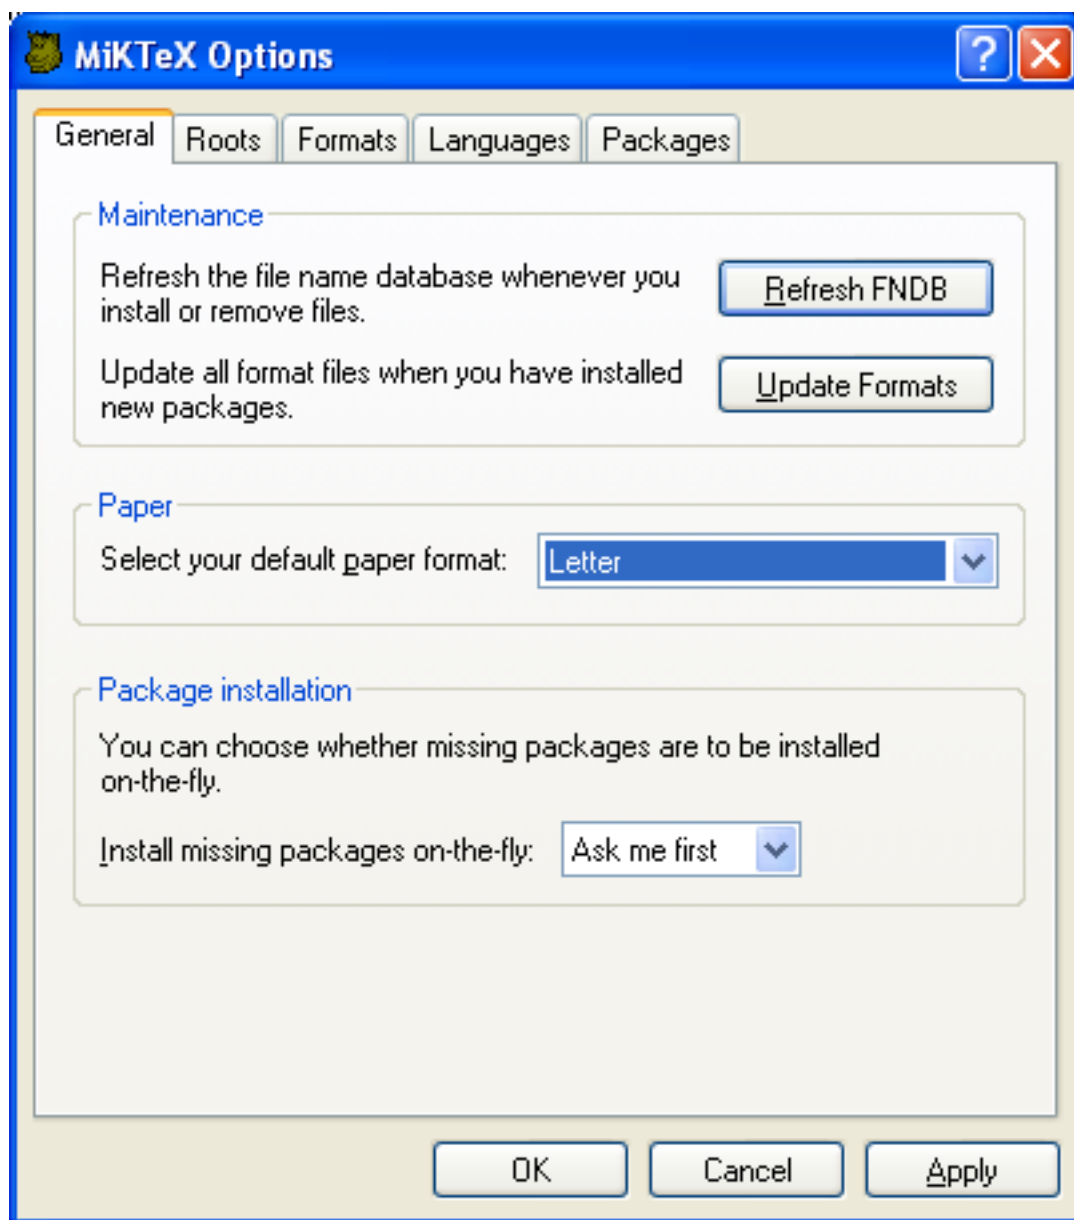 MiKTeX Options
General Roots Formats Languages Packages
Maintenance
Refresh the file name database whenever you
install or remove files.
Refresh FNDB
Update all format files when you have installed
new packages.
Update Formats
Paper
Select your default paper format: Letter
Package installation
You can choose whether missing packages are to be installed
on-the-fly.
Install missing packages on-the-fly: Ask me first
OK Cancel Apply